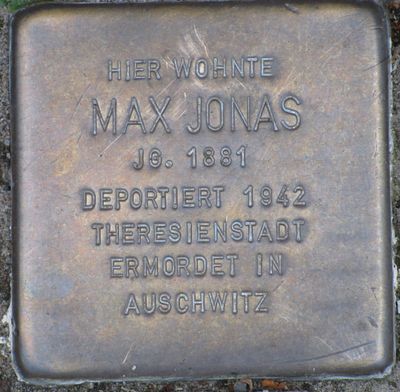 HIER WOHNTE
MAX JONAS
JG. 1881
DEPORTIERT 1942
THERESIENSTADT
ERMORDET IN
AUSCHWITZ